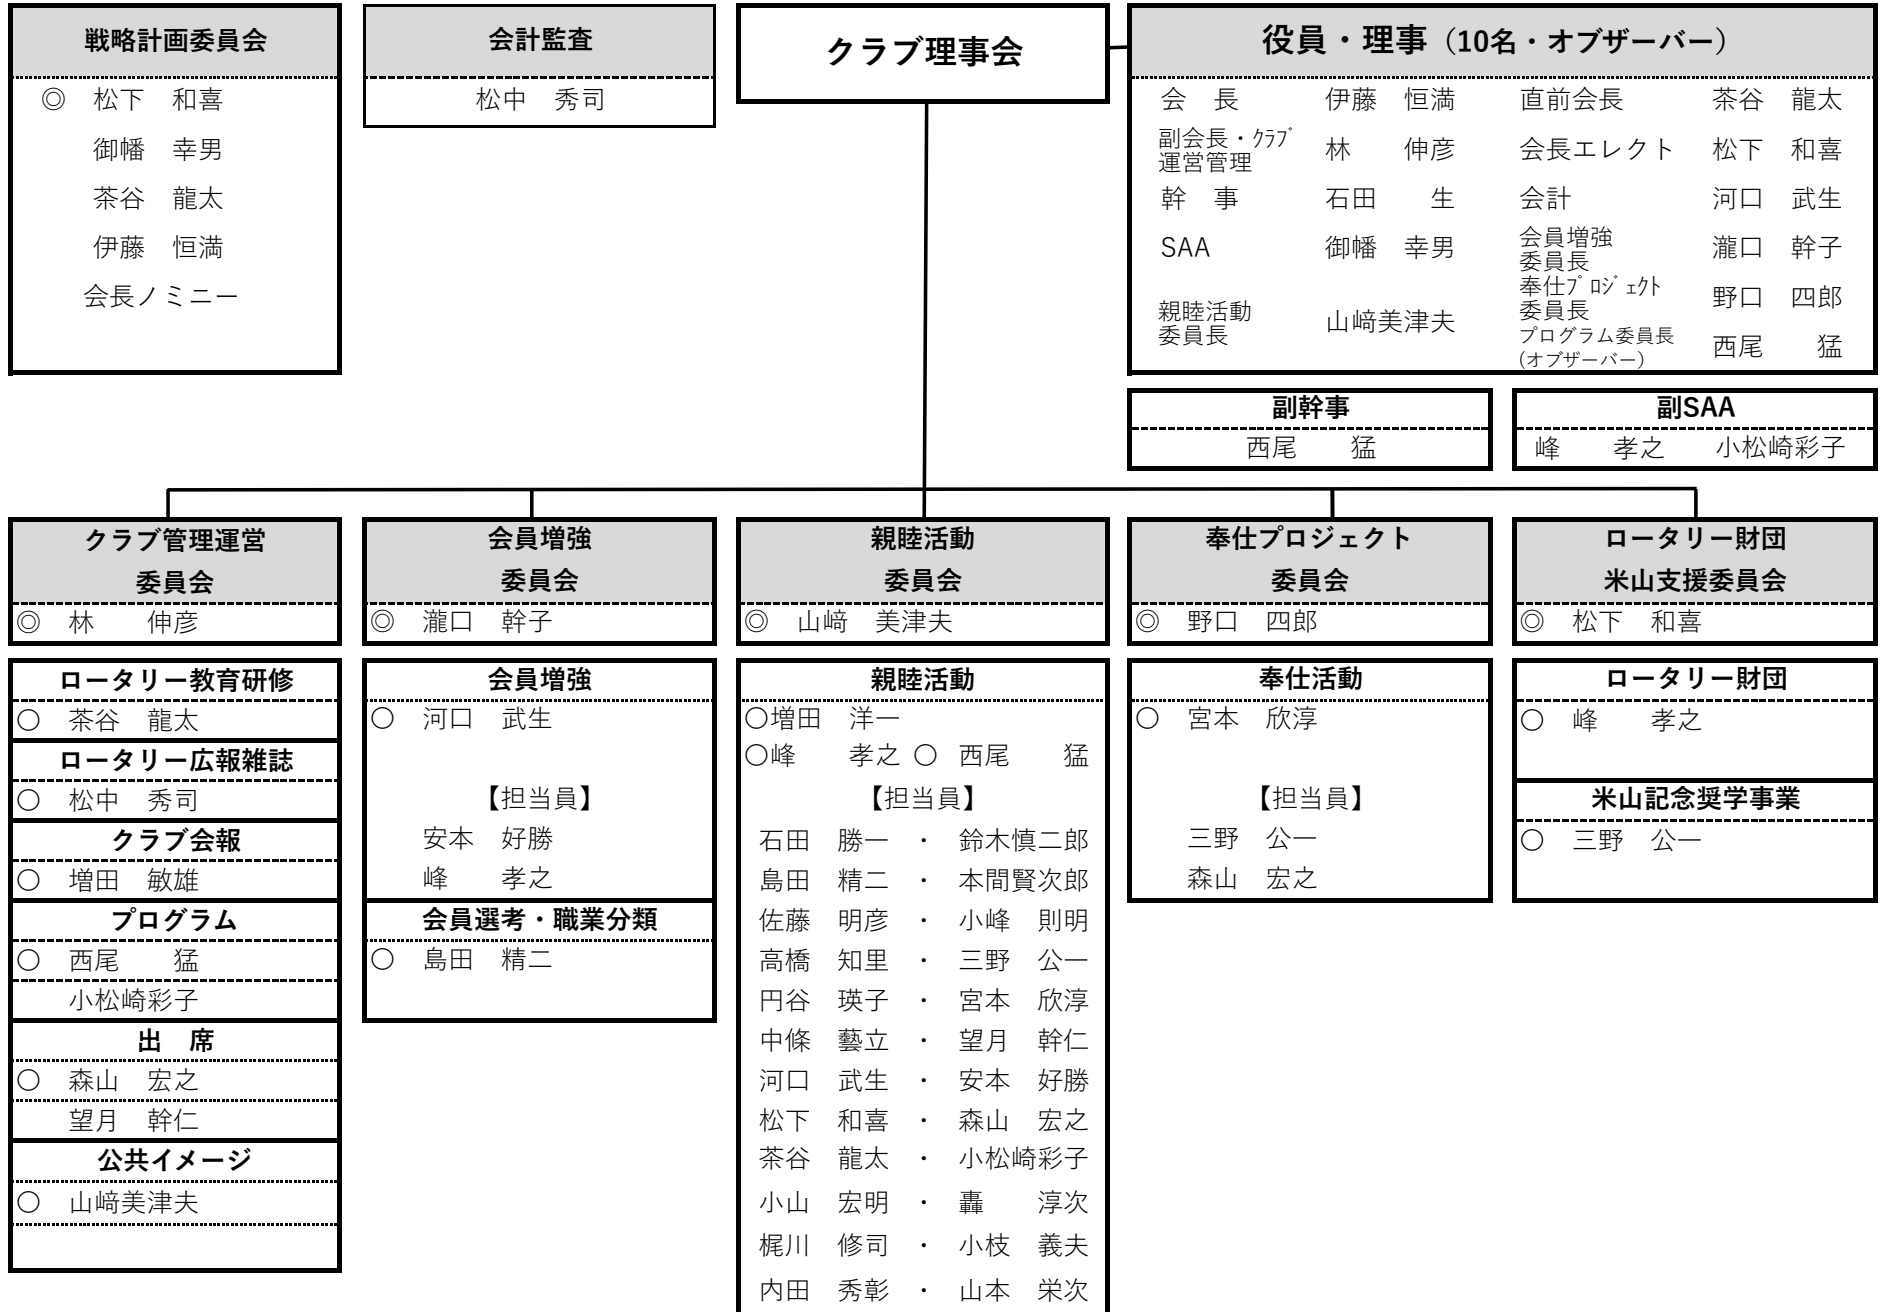 戦略計画委員会
◎　松下　和喜
御幡　幸男
茶谷　龍太
伊藤　恒満
会長ノミニー
会計監査
松中　秀司
クラブ理事会
役員・理事（10名・オブザーバー）
会　長　伊藤　恒満　直前会長　茶谷　龍太
副会長・ｸﾗﾌﾞ
運営管理　林　　伸彦　会長エレクト　松下　和喜
幹　事　石田　　生　会計　河口　武生
SAA　御幡　幸男　会員増強
委員長　瀧口　幹子
親睦活動
委員長　山﨑美津夫　奉仕ﾌﾟﾛｼﾞｪｸﾄ
委員長　野口　四郎
プログラム委員長
(オブザーバー)　西尾　　猛
副幹事
西尾　　猛
副SAA
峰　　孝之　小松崎彩子
クラブ管理運営
委員会
◎　林　　伸彦
ロータリー教育研修
○　茶谷　龍太
ロータリー広報雑誌
○　松中　秀司
クラブ会報
○　増田　敏雄
プログラム
○　西尾　　猛
小松崎彩子
出　席
○　森山　宏之
望月　幹仁
公共イメージ
○　山﨑美津夫
会員増強
委員会
◎　瀧口　幹子
会員増強
○　河口　武生
【担当員】
安本　好勝
峰　　孝之
会員選考・職業分類
○　島田　精二
親睦活動
委員会
◎　山﨑　美津夫
親睦活動
○増田　洋一
○峰　　孝之 ○　西尾　　猛
【担当員】
石田　勝一　・　鈴木慎二郎
島田　精二　・　本間賢次郎
佐藤　明彦　・　小峰　則明
高橋　知里　・　三野　公一
円谷　瑛子　・　宮本　欣淳
中條　藝立　・　望月　幹仁
河口　武生　・　安本　好勝
松下　和喜　・　森山　宏之
茶谷　龍太　・　小松崎彩子
小山　宏明　・　轟　　淳次
梶川　修司　・　小枝　義夫
内田　秀彰　・　山本　栄次
奉仕プロジェクト
委員会
◎　野口　四郎
奉仕活動
○　宮本　欣淳
【担当員】
三野　公一
森山　宏之
ロータリー財団
米山支援委員会
◎　松下　和喜
ロータリー財団
○　峰　　孝之
米山記念奨学事業
○　三野　公一